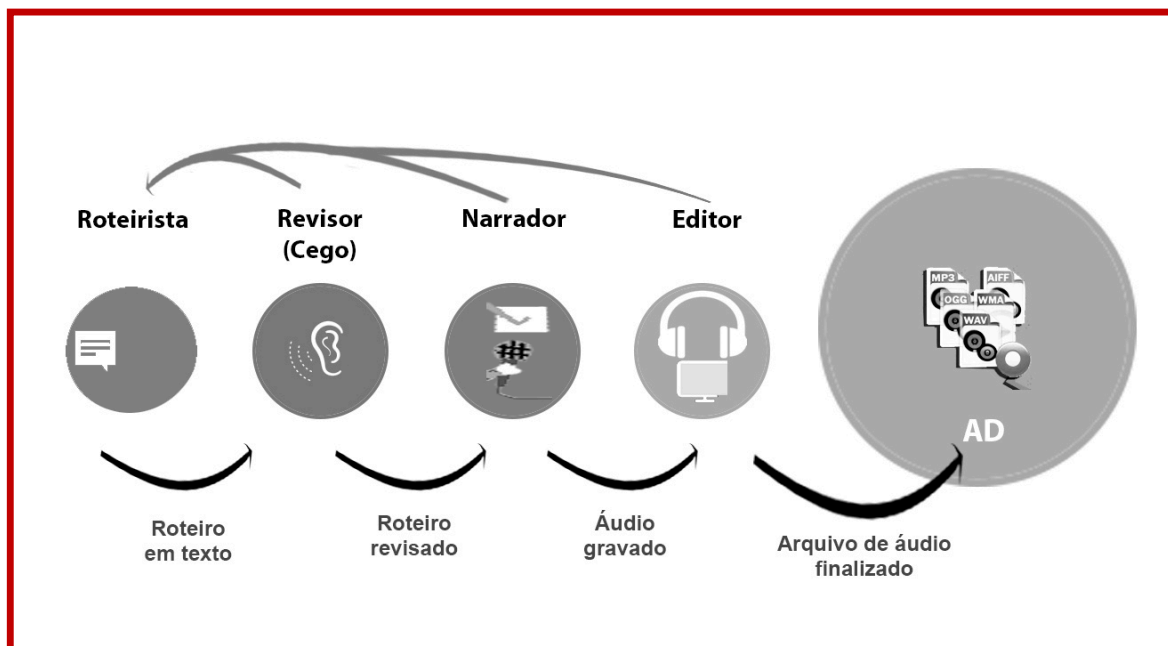 Roteirista
Revisor
(Cego)
Narrador
Editor
MP3
AIFF
OGG
WMA
WAV
AD
Roteiro
em texto
Roteiro
revisado
Áudio
gravado
Arquivo de áudio
finalizado